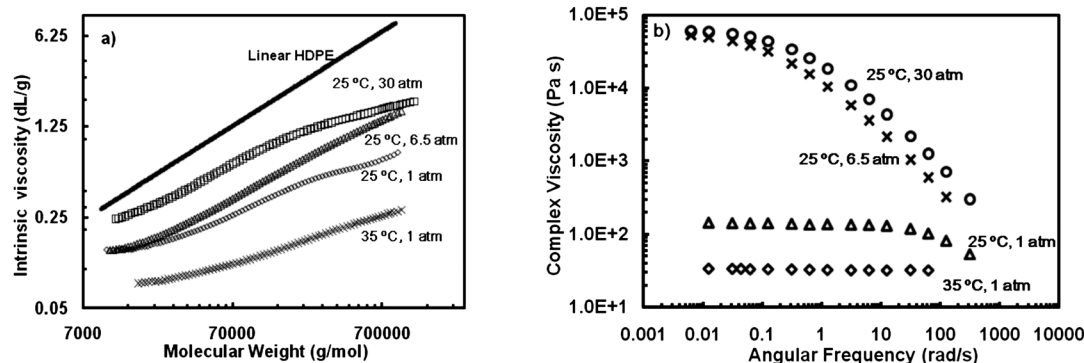 a)
6.25
1.25
0.25
0.05
Intrinsic viscosity (dL/g)
Linear HDPE
25 ºC, 30 atm
25 ºC, 6.5 atm
25 ºC, 1 atm
35 ºC, 1 atm
7000
70000
700000
Molecular Weight (g/mol)
b)
1.0E+6
1.0E+5
1.0E+4
1.0E+3
1.0E+2
1.0E+1
Complex Viscosity (Pa s)
25 ºC, 30 atm
25 ºC, 6.5 atm
25 ºC, 1 atm
35 ºC, 1 atm
0.001 0.01 0.1 1 10 100 1000
Angular Frequency (rad/s)